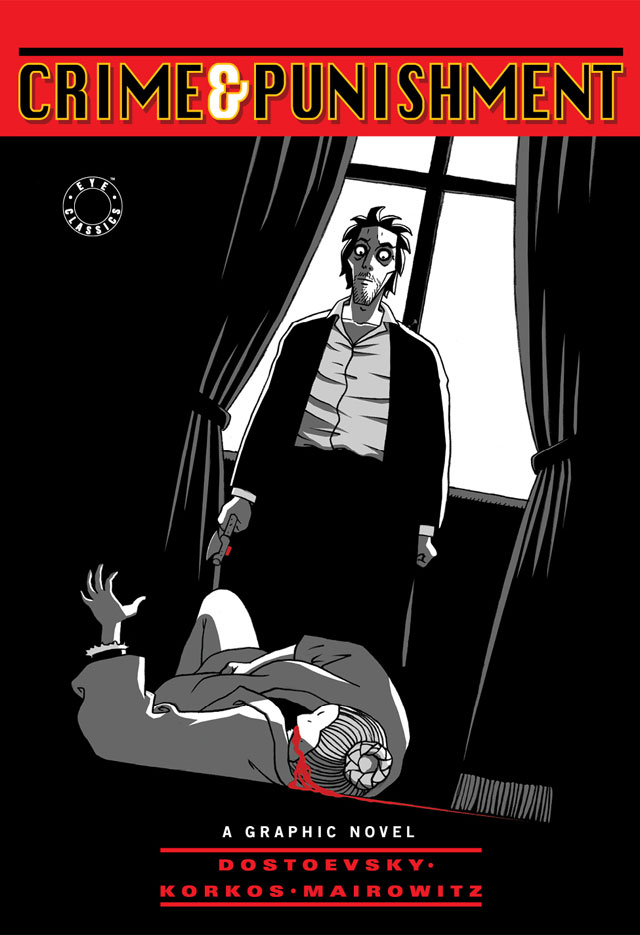 CRIME & PUNISHMENT
EYE
CLASSICS
A GRAPHIC NOVEL
DOSTOEVSKY·
KORKOS·MAIROWITZ